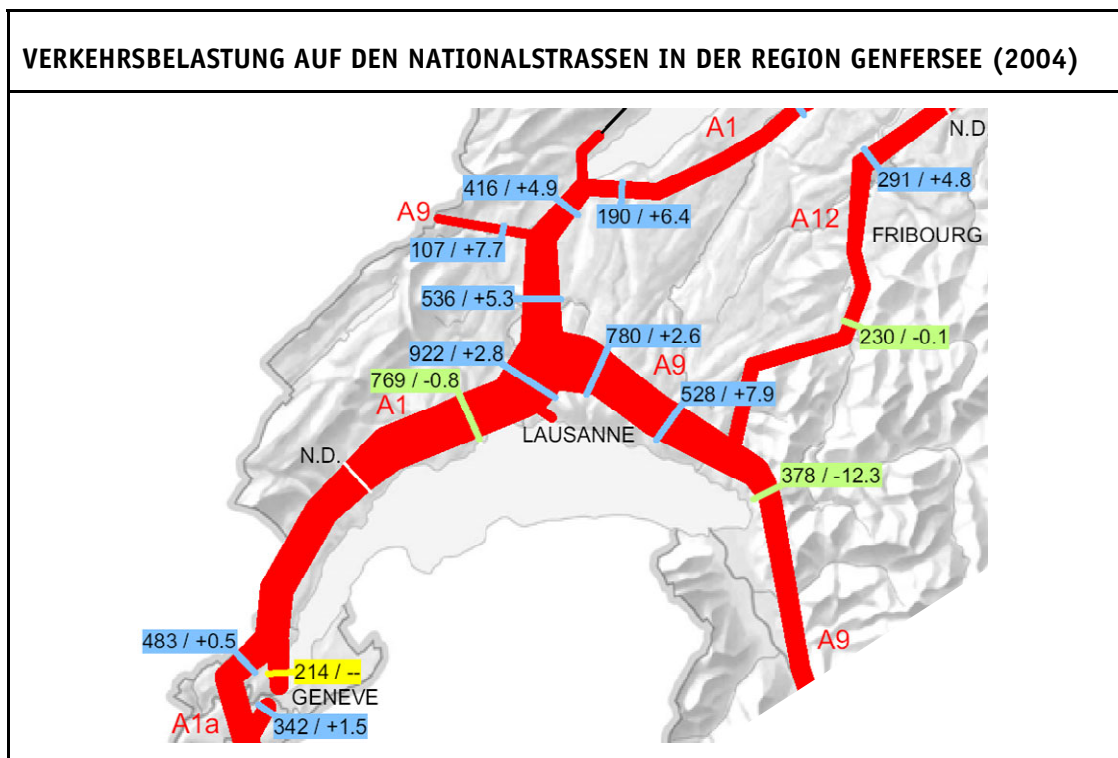 VERKEHRSBELASTUNG AUF DEN NATIONALSTRASSEN IN DER REGION GENFERSEE (2004)
A1
N.D.
291 / +4.8
416 / +4.9
190 / +6.4
A9
A12
FRIBOURG
107 / +7.7
536 / +5.3
230 / -0.1
780 / +2.6
922 / +2.8
A9
769 / -0.8
A1
528 / +7.9
LAUSANNE
N.D.
378 / -12.3
483 / +0.5
A9
214 / --
GENEVE
A1a
342 / +1.5